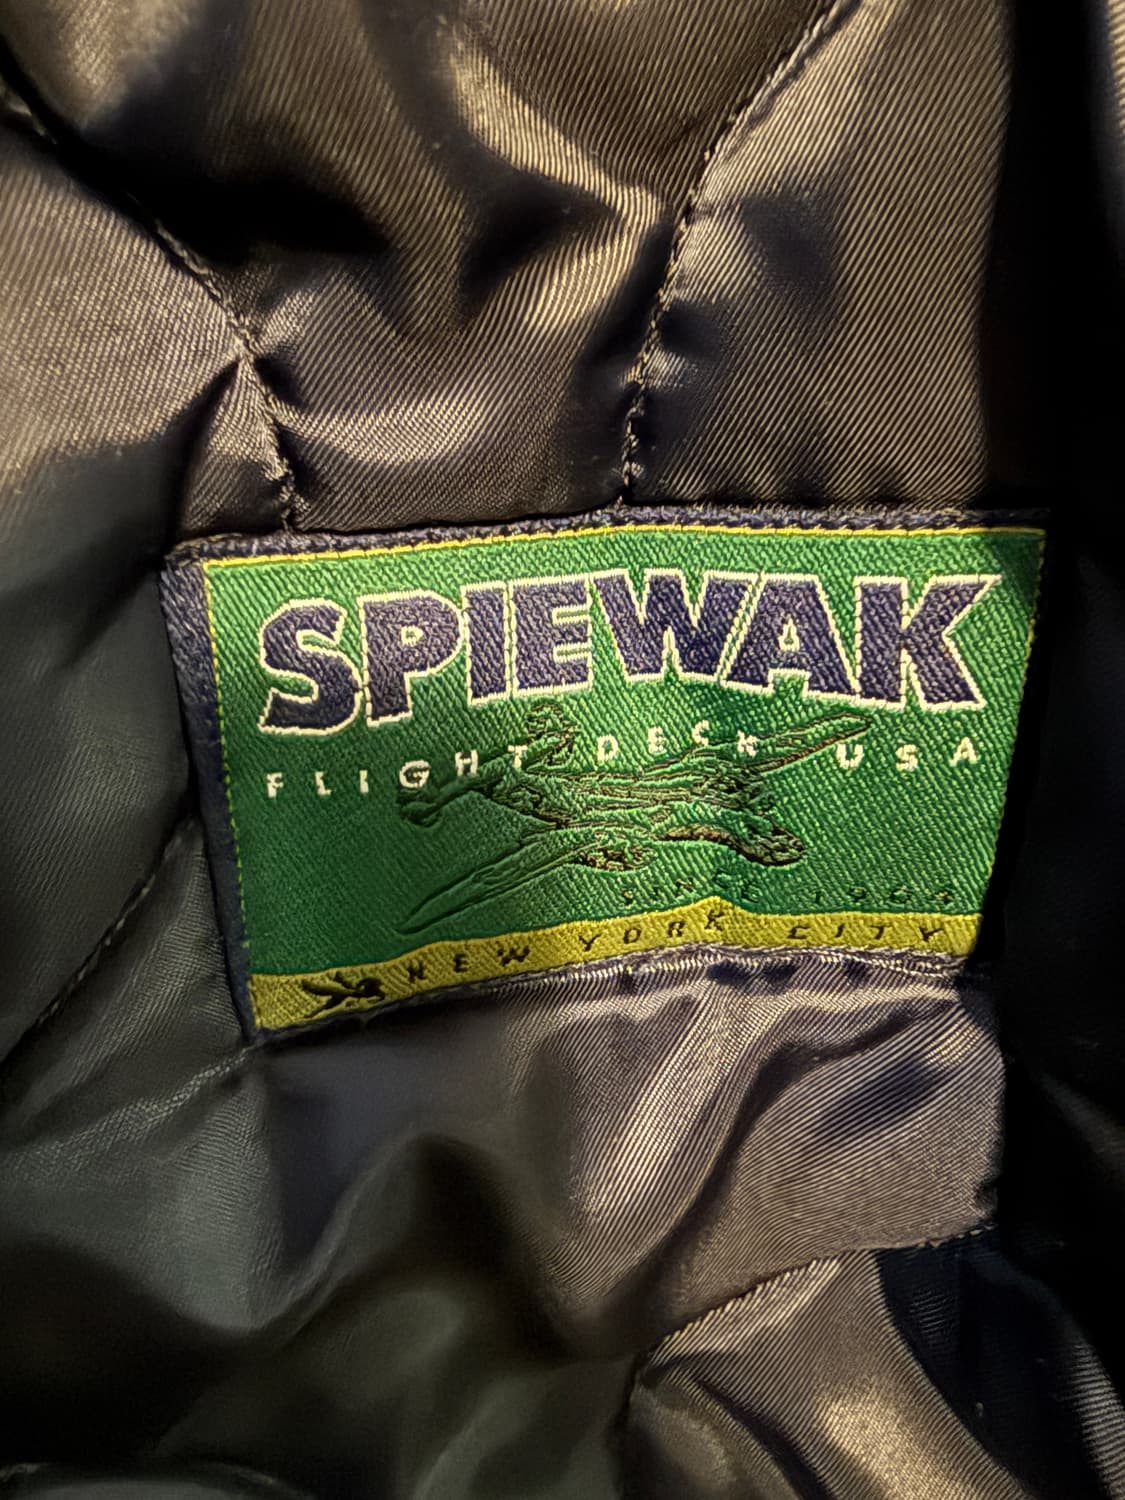 SPIEWAK
FLIGHT DECK USA
SINCE 1904
NEW YORK CITY